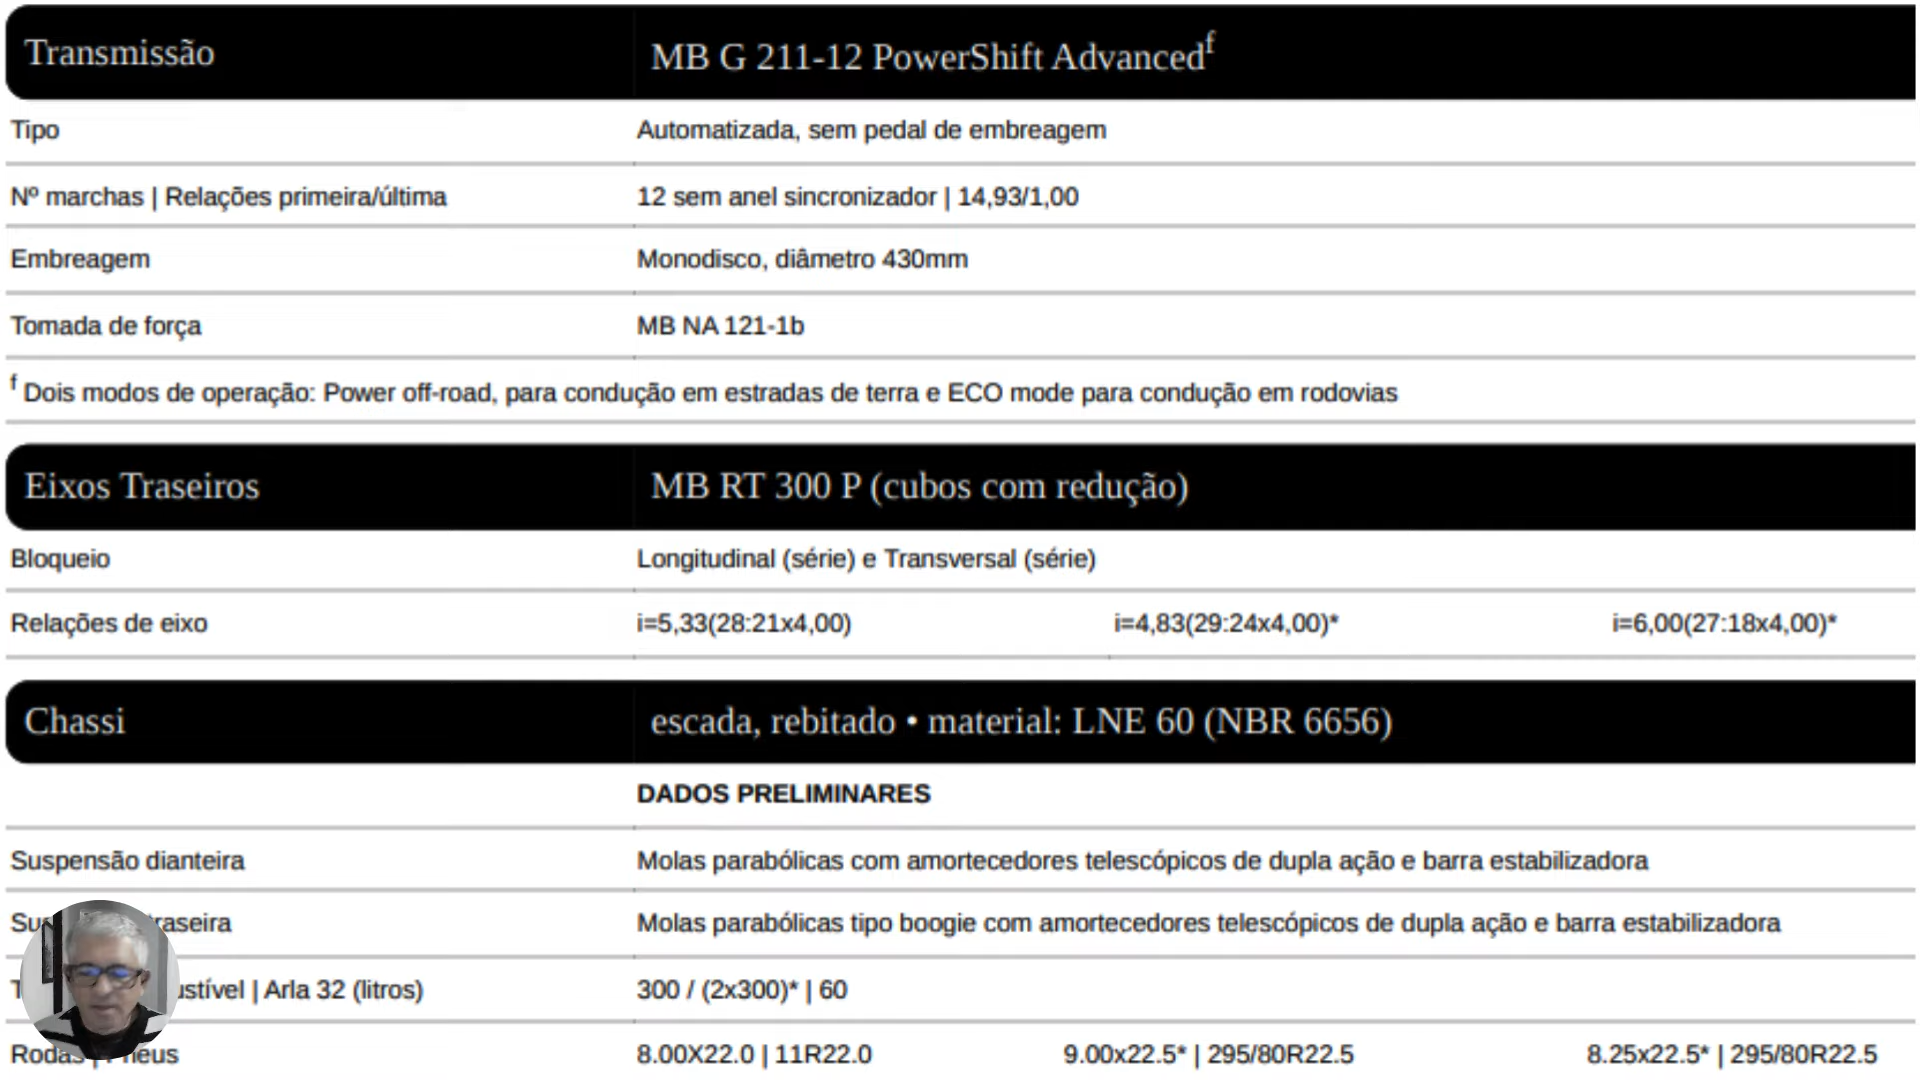 Transmissão MB G 211-12 PowerShift Advancedf
Tipo Automatizada, sem pedal de embreagem
Nº marchas | Relações primeira/última 12 sem anel sincronizador | 14,93/1,00
Embreagem Monodisco, diâmetro 430mm
Tomada de força MB NA 121-1b
f Dois modos de operação: Power off-road, para condução em estradas de terra e ECO mode para condução em rodovias
Eixos Traseiros MB RT 300 P (cubos com redução)
Bloqueio Longitudinal (série) e Transversal (série)
Relações de eixo i=5,33(28:21x4,00) i=4,83(29:24x4,00)* i=6,00(27:18x4,00)*
Chassi escada, rebitado • material: LNE 60 (NBR 6656)
DADOS PRELIMINARES
Suspensão dianteira Molas parabólicas com amortecedores telescópicos de dupla ação e barra estabilizadora
Molas parabólicas tipo boogie com amortecedores telescópicos de dupla ação e barra estabilizadora
| Arla 32 (litros) 300 / (2x300)* | 60
Rodas | 8.00X22.0 | 11R22.0 9.00x22.5* | 295/80R22.5 8.25x22.5* | 295/80R22.5